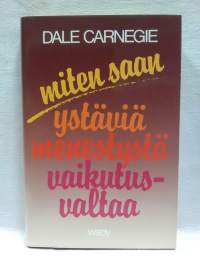 DALE CARNEGIE
miten saan
ystäviä
menestystä
vaikutus-
valtaa
WSOY